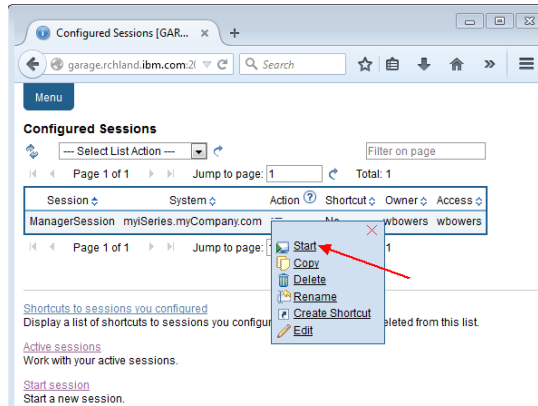 Configured Sessions [GAR... × +
garage.rchland.ibm.com:2( Search
Menu
Configured Sessions
--- Select List Action --- Filter on page
Page 1 of 1 Jump to page: 1 Total: 1
Session System Action ? Shortcut Owner Access
ManagerSession myiSeries.myCompany.com No wbowers wbowers
Page 1 of 1 Jump to page: 1
Start
Copy
Delete
Rename
Create Shortcut
Edit
Shortcuts to sessions you configured
Display a list of shortcuts to sessions you configur eleted from this list.
Active sessions
Work with your active sessions.
Start session
Start a new session.